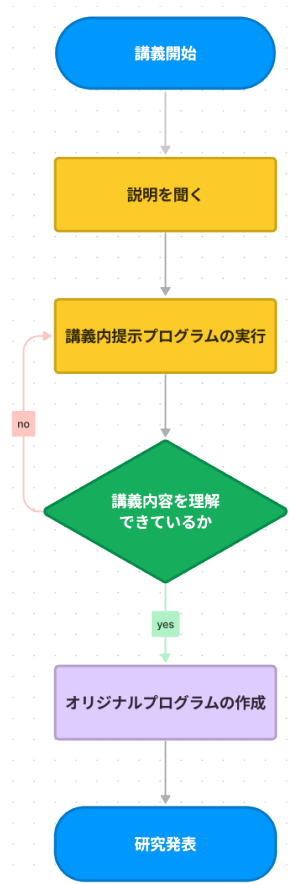 講義開始
説明を聞く
講義内提示プログラムの実行
no
講義内容を理解
できているか
yes
オリジナルプログラムの作成
研究発表